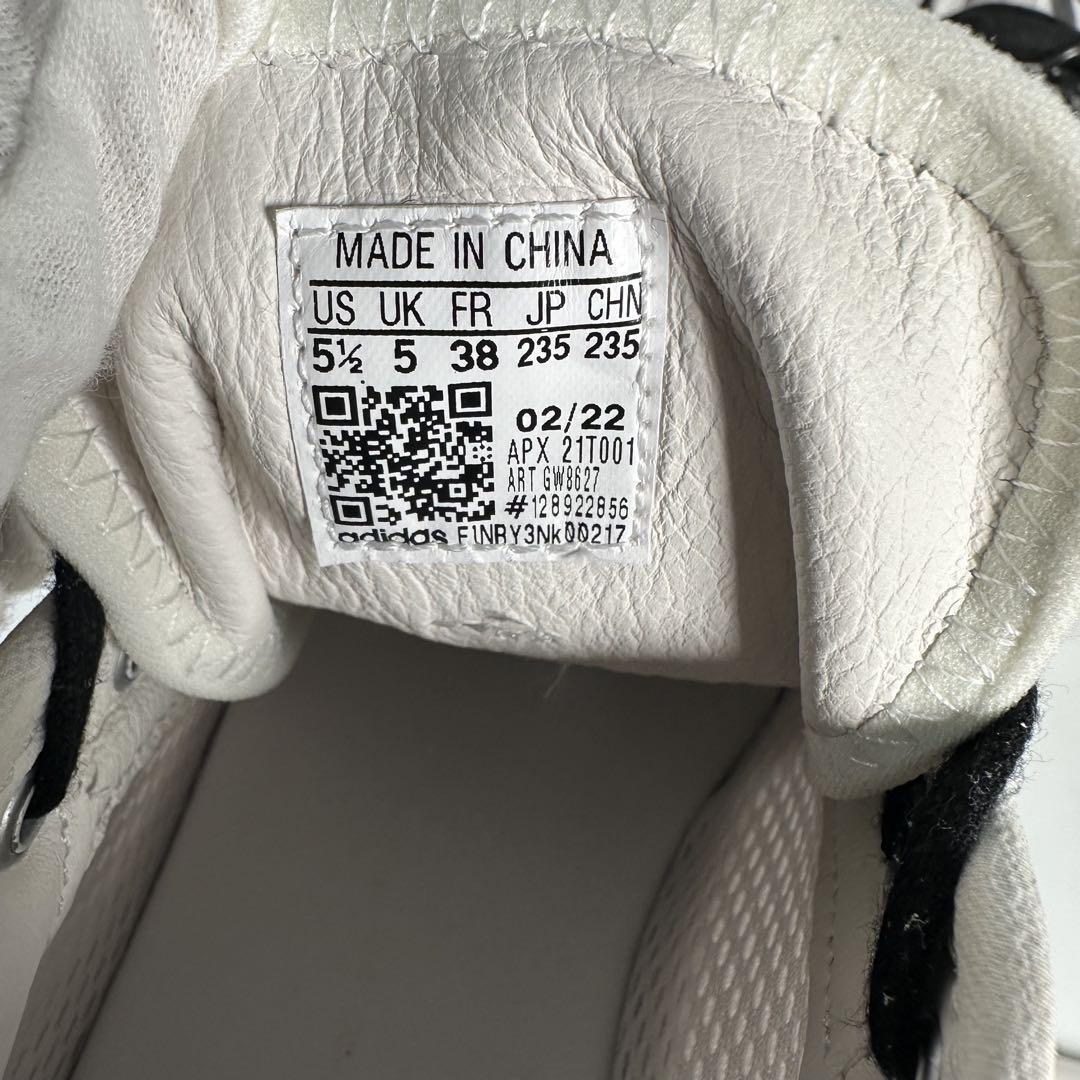 MADE IN CHINA
US UK FR JP CHN
5½ 5 38 235 235
02/22
APX 21T001
ART GW8627
#128922856
adidas F1NRY3Nk00217